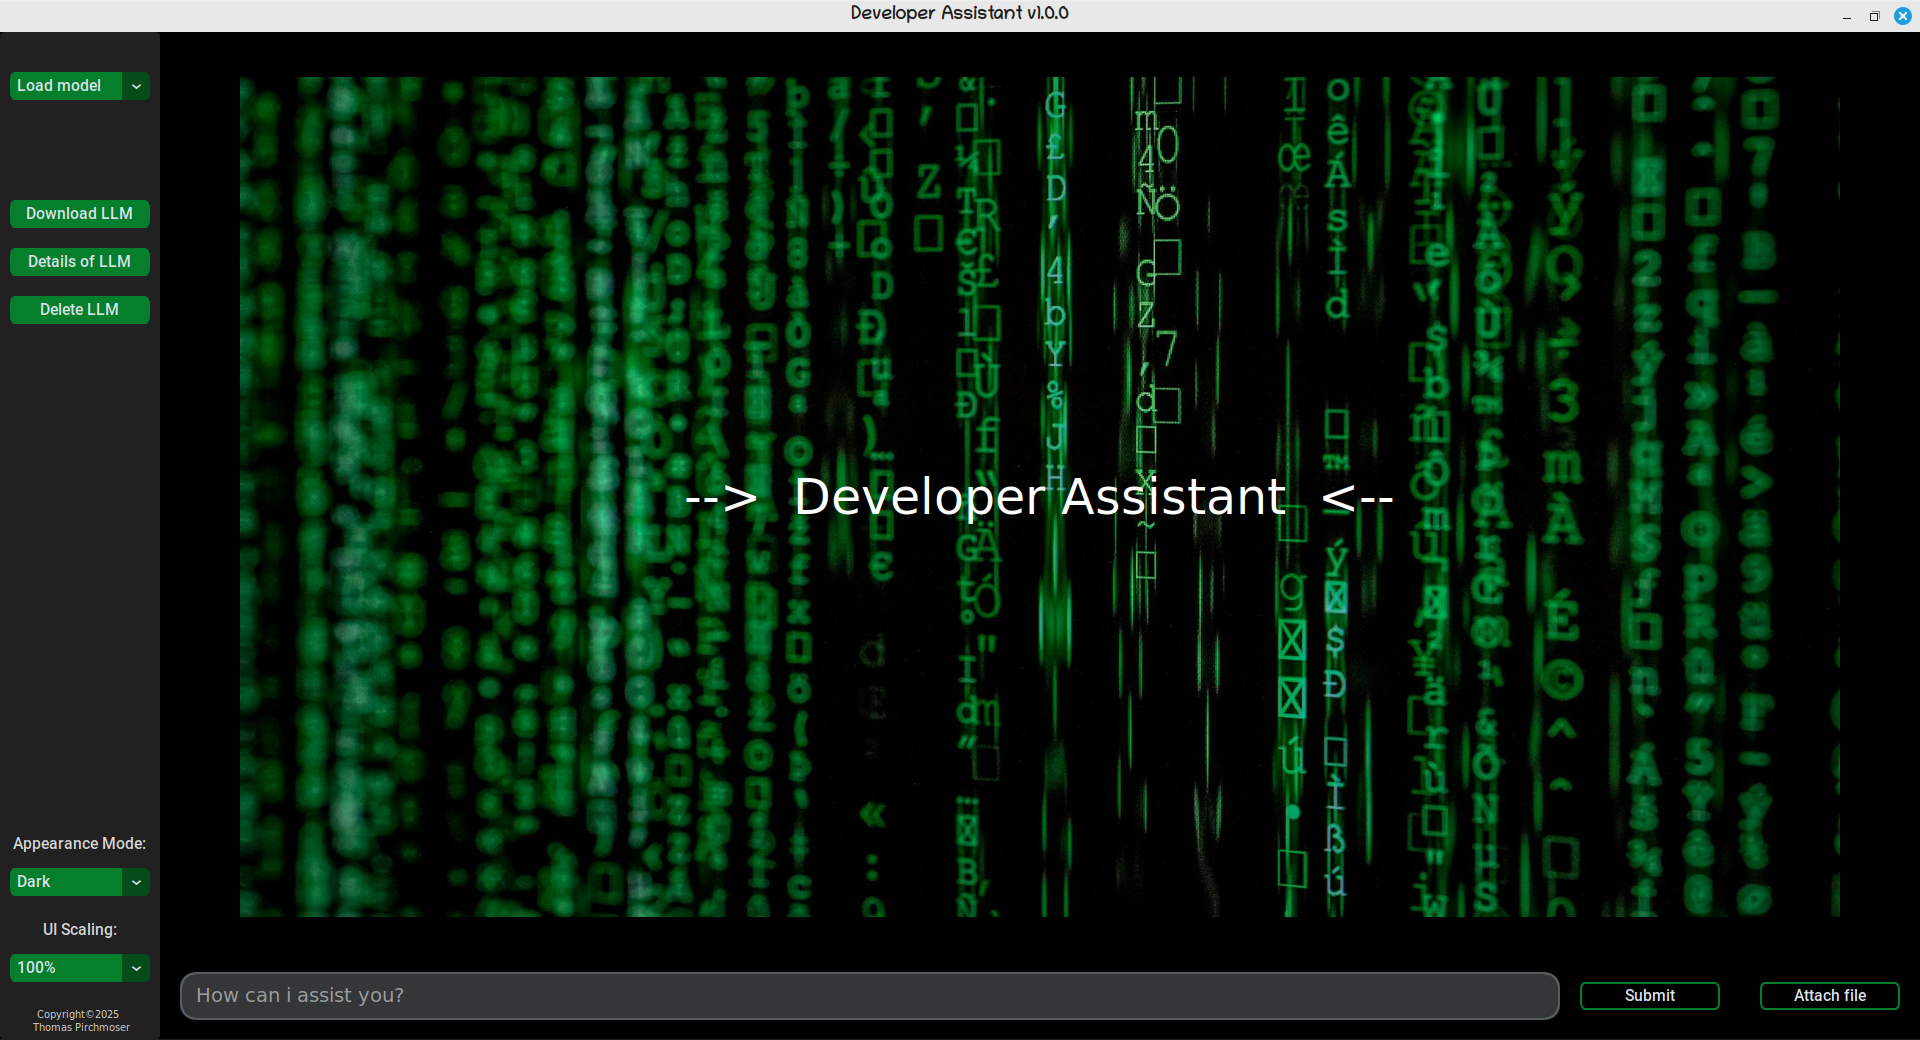 Developer Assistant v1.0.0
Load model
Download LLM
Details of LLM
Delete LLM
--> Developer Assistant <--
Appearance Mode:
Dark
UI Scaling:
100%
Copyright©2025
Thomas Pirchmoser
How can i assist you?
Submit
Attach file